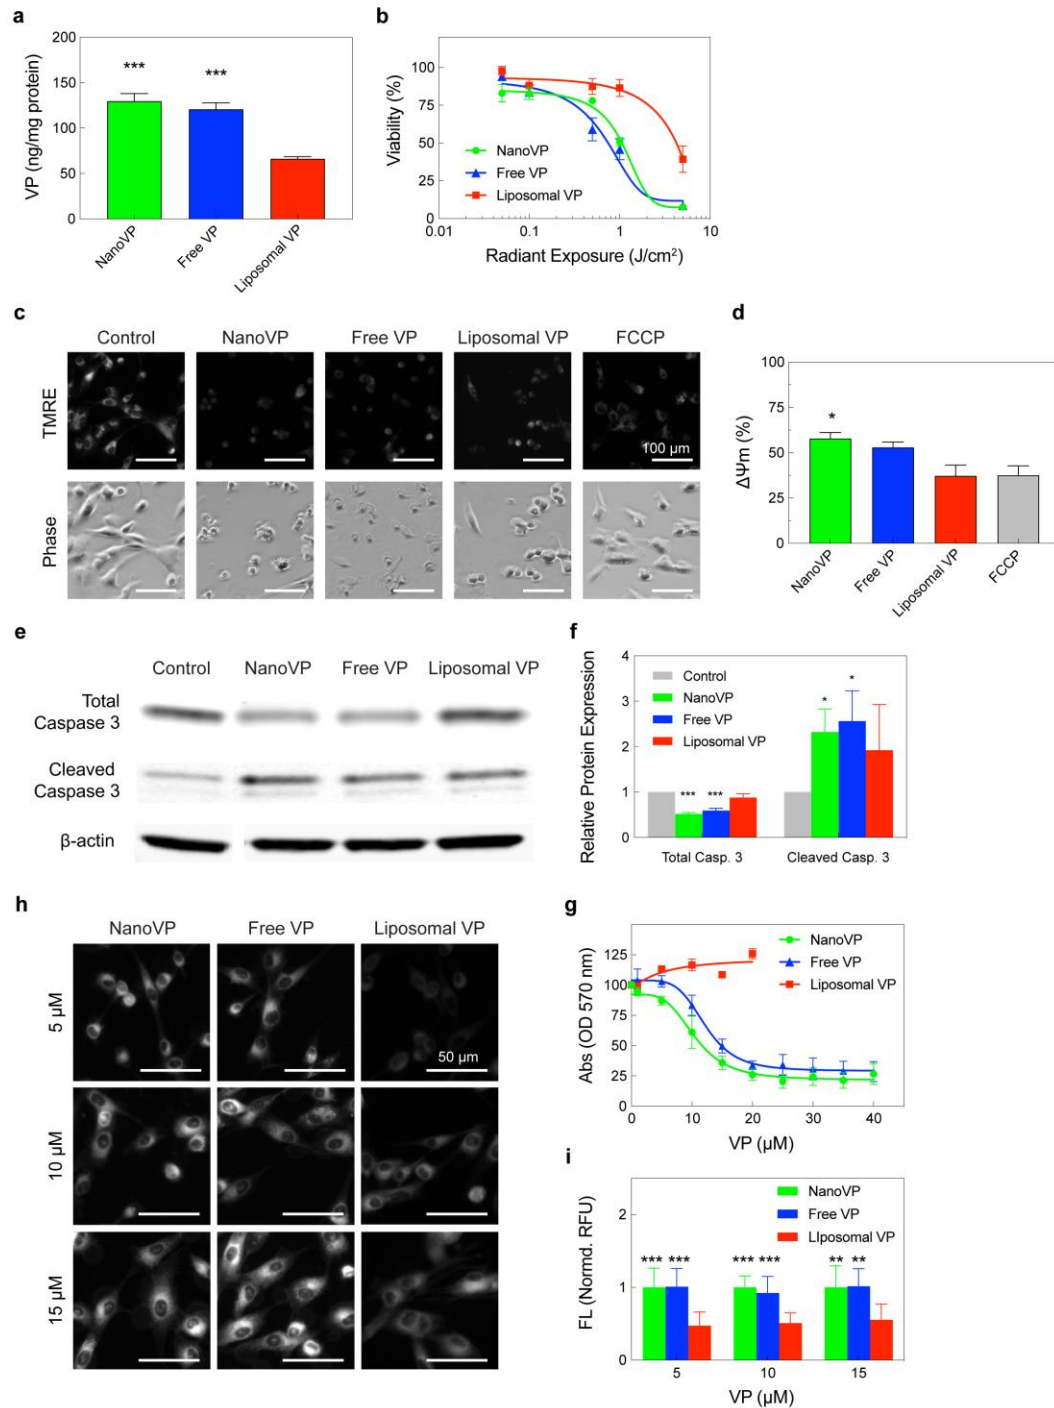 a
VP (ng/mg protein)
200
150
100
50
0
***
***
NanoVP
Free VP
Liposomal VP
b
Viability (%)
100
75
50
25
0
NanoVP
Free VP
Liposomal VP
0.01
0.1
1
10
Radiant Exposure (J/cm²)
c
Control
NanoVP
Free VP
Liposomal VP
FCCP
TMRE
100 µm
Phase
d
ΔΨm (%)
100
75
50
25
0
*
NanoVP
Free VP
Liposomal VP
FCCP
e
Control
NanoVP
Free VP
Liposomal VP
Total
Caspase 3
Cleaved
Caspase 3
β-actin
f
Relative Protein Expression
4
3
2
1
0
Control
NanoVP
Free VP
Liposomal VP
***
***
*
*
Total Casp. 3
Cleaved Casp. 3
h
NanoVP
Free VP
Liposomal VP
5 µM
50 µm
10 µM
15 µM
g
Abs (OD 570 nm)
125
100
75
50
25
0
NanoVP
Free VP
Liposomal VP
0
10
20
30
40
VP (µM)
i
FL (Normd. RFU)
2
1
0
NanoVP
Free VP
LIposomal VP
***
***
***
***
**
**
5
10
15
VP (µM)